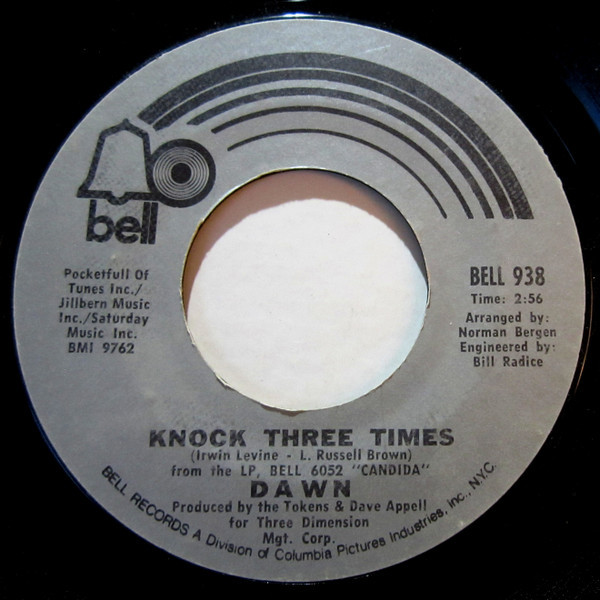 bell
Pocketfull Of
Tunes Inc./
Jillbern Music
Inc./Saturday
Music Inc.
BMI 9762
BELL 938
Time: 2:56
Arranged by:
Norman Bergen
Engineered by:
Bill Radice
KNOCK THREE TIMES
(Irwin Levine - L. Russell Brown)
from the LP, BELL 6052 "CANDIDA"
DAWN
Produced by the Tokens & Dave Appell
for Three Dimension
Mgt. Corp.
BELL RECORDS A Division of Columbia Pictures Industries, inc., N.Y.C.